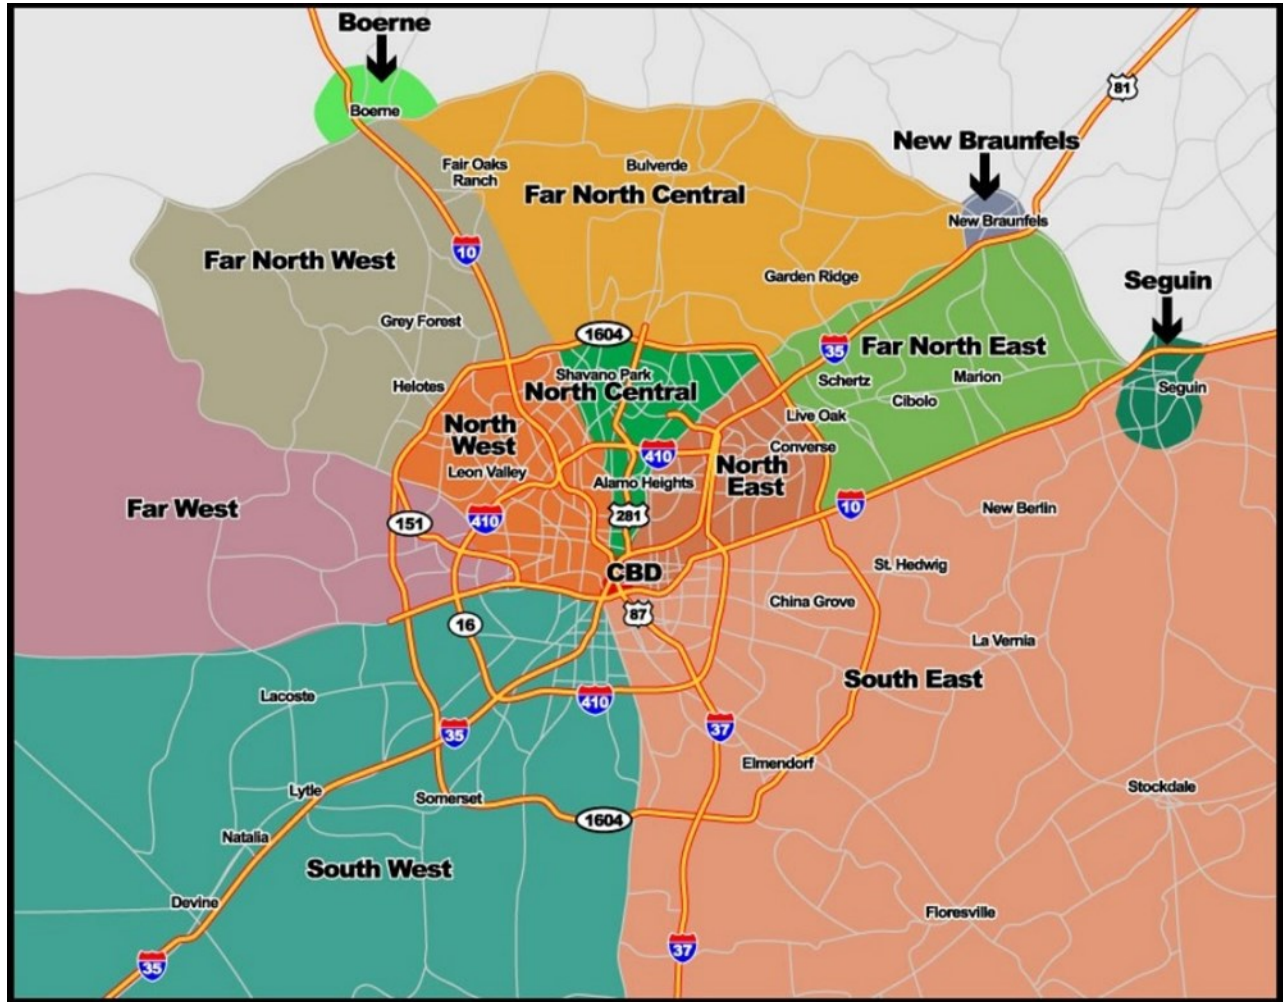 Boerne
Boerne
81
New Braunfels
Fair Oaks
Ranch
Bulverde
Far North Central
New Braunfels
10
Far North West
Garden Ridge
Seguin
Grey Forest
1604
35
Far North East
Shavano Park
Schertz
Marion
Helotes
North Central
Seguin
Cibolo
Live Oak
North
West
Converse
410
North
East
Leon Valley
Alamo Heights
Far West
151
410
281
10
New Berlin
CBD
St. Hedwig
China Grove
87
16
La Vernia
South East
Lacoste
410
35
37
Elmendorf
Lytle
Somerset
Stockdale
1604
Natalia
South West
Devine
Floresville
37
35